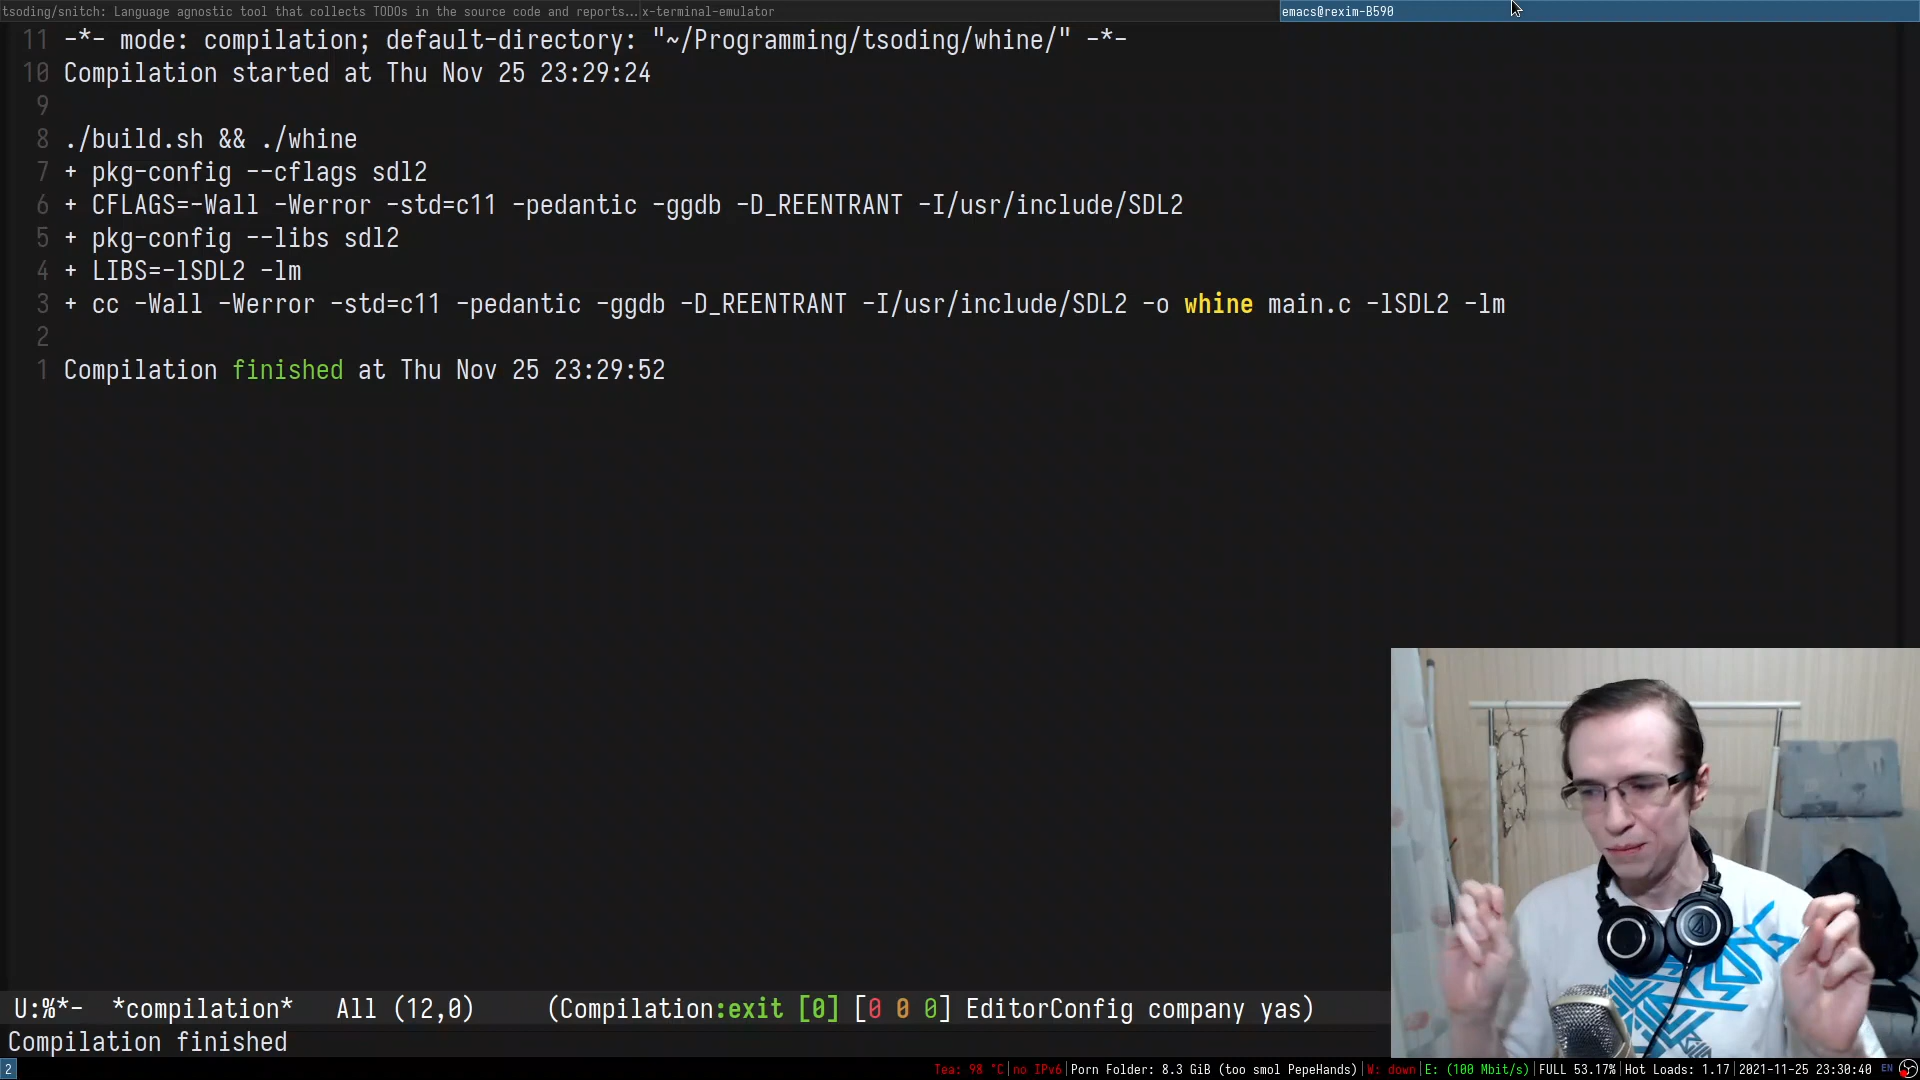 tsoding/snitch: Language agnostic tool that collects TODOs in the source code and reports... x-terminal-emulator emacs@rexim-B590
11 -*- mode: compilation; default-directory: "~/Programming/tsoding/whine/" -*-
10 Compilation started at Thu Nov 25 23:29:24
9
8 ./build.sh && ./whine
7 + pkg-config --cflags sdl2
6 + CFLAGS=-Wall -Werror -std=c11 -pedantic -ggdb -D_REENTRANT -I/usr/include/SDL2
5 + pkg-config --libs sdl2
4 + LIBS=-lSDL2 -lm
3 + cc -Wall -Werror -std=c11 -pedantic -ggdb -D_REENTRANT -I/usr/include/SDL2 -o whine main.c -lSDL2 -lm
2
1 Compilation finished at Thu Nov 25 23:29:52
U:%*- *compilation* All (12,0) (Compilation:exit [0] [0 0 0] EditorConfig company yas)
Compilation finished
2 Tea: 98 °C|no IPv6|Porn Folder: 8.3 GiB (too smol PepeHands)|W: down|E: (100 Mbit/s)|FULL 53.17%|Hot Loads: 1.17|2021-11-25 23:30:40 EN